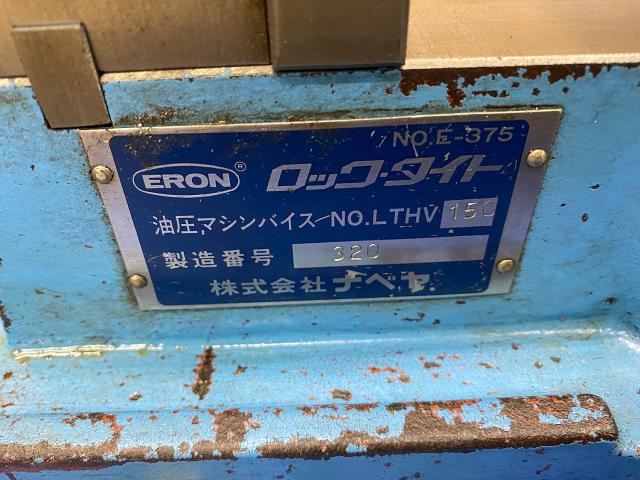 NO.E-375
ERON® ロック・タイト
油圧マシンバイス NO.LTHV 150
製造番号 320
株式会社ナベヤ